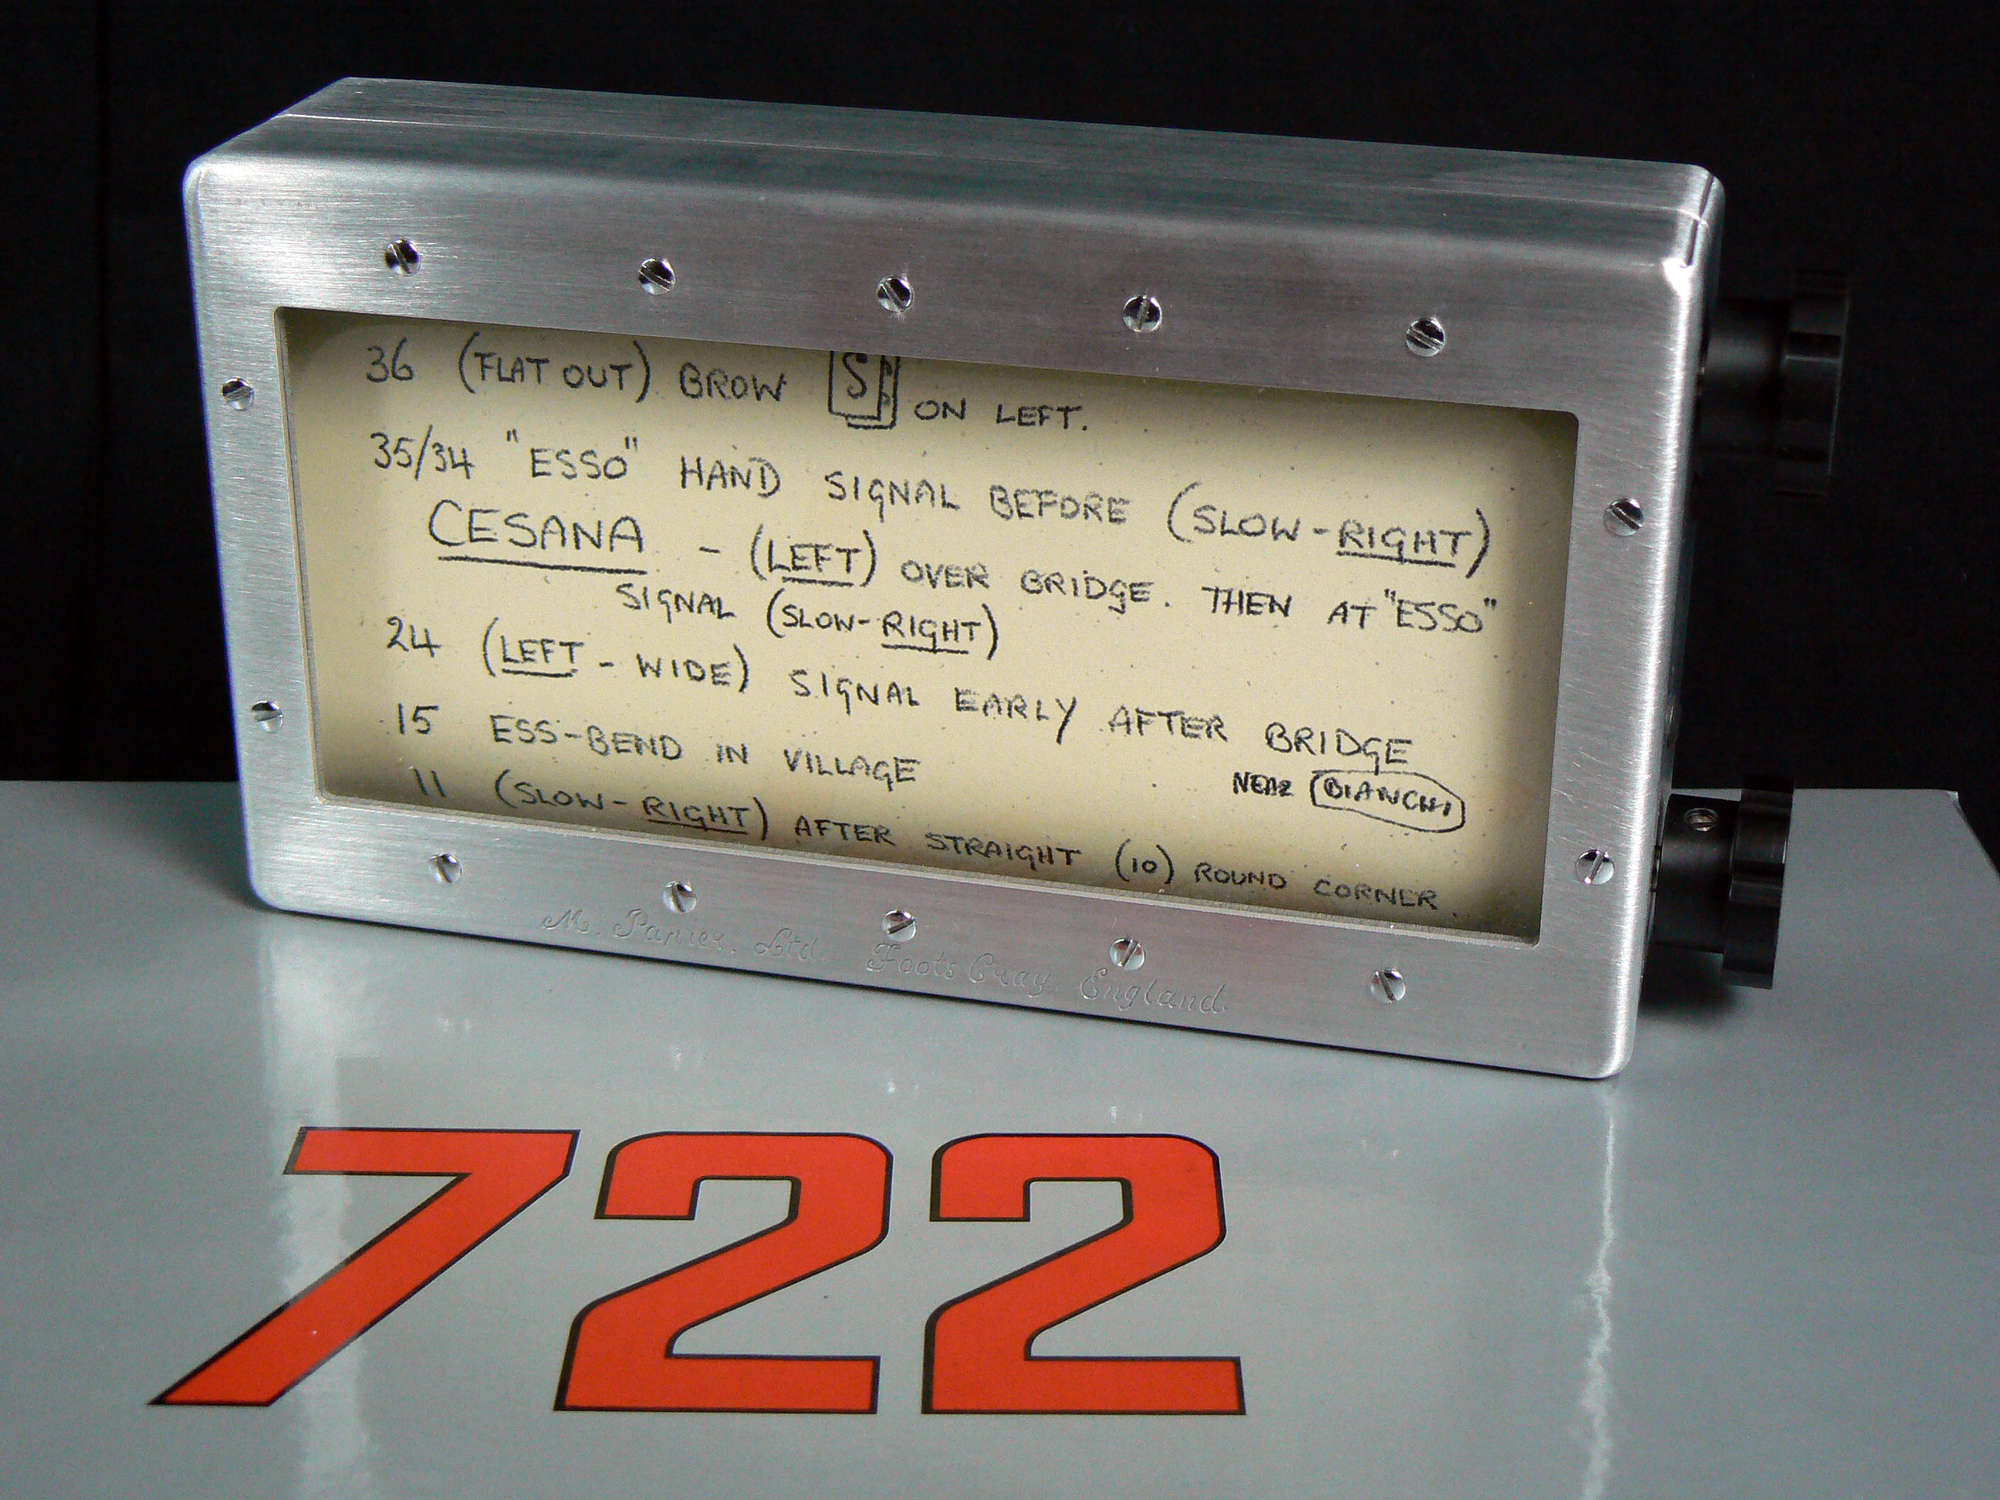 36 (FLAT OUT) BROW S ON LEFT.
35/34 "ESSO" HAND SIGNAL BEFORE (SLOW-RIGHT)
CESANA - (LEFT) OVER BRIDGE. THEN AT "ESSO"
SIGNAL (SLOW-RIGHT)
24 (LEFT - WIDE) SIGNAL EARLY AFTER BRIDGE
15 ESS-BEND IN VILLAGE
NEAR BIANCHI
11 (SLOW-RIGHT) AFTER STRAIGHT (10) ROUND CORNER.
Ltd. Foots Cray, England
722